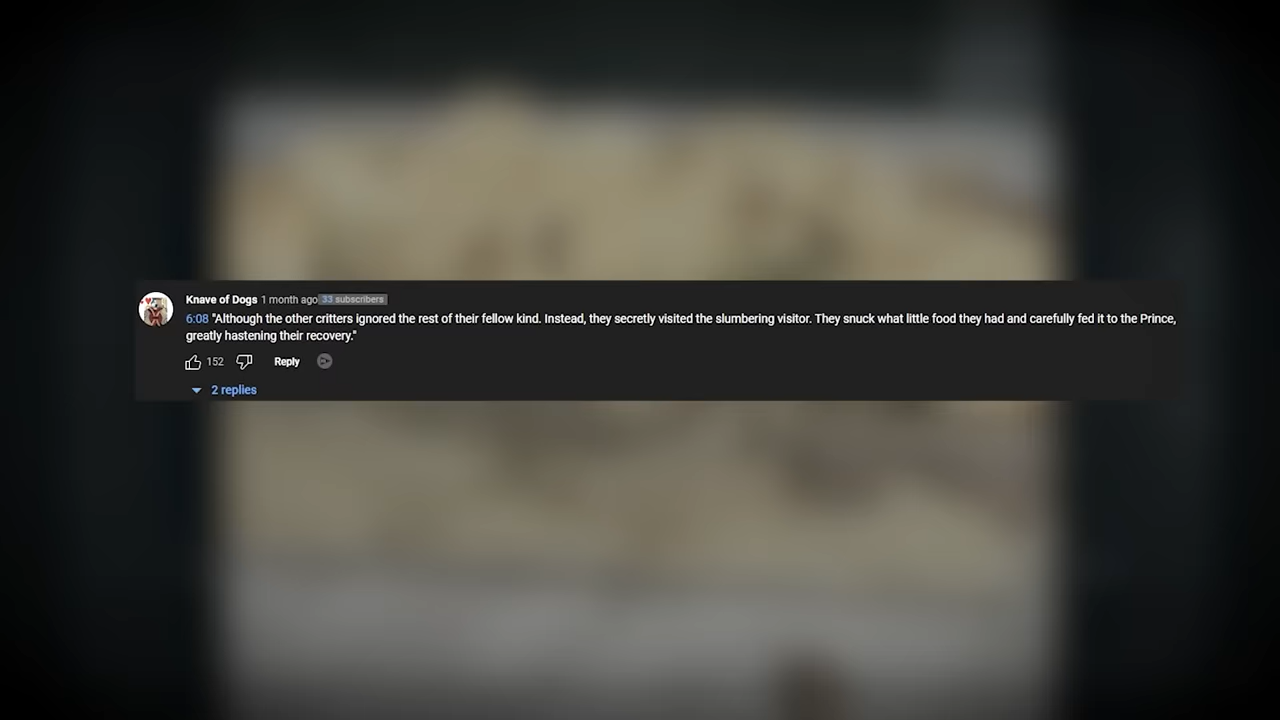 Knave of Dogs 1 month ago 33 subscribers
6:08 "Although the other critters ignored the rest of their fellow kind. Instead, they secretly visited the slumbering visitor. They snuck what little food they had and carefully fed it to the Prince,
greatly hastening their recovery."
152 Reply
2 replies